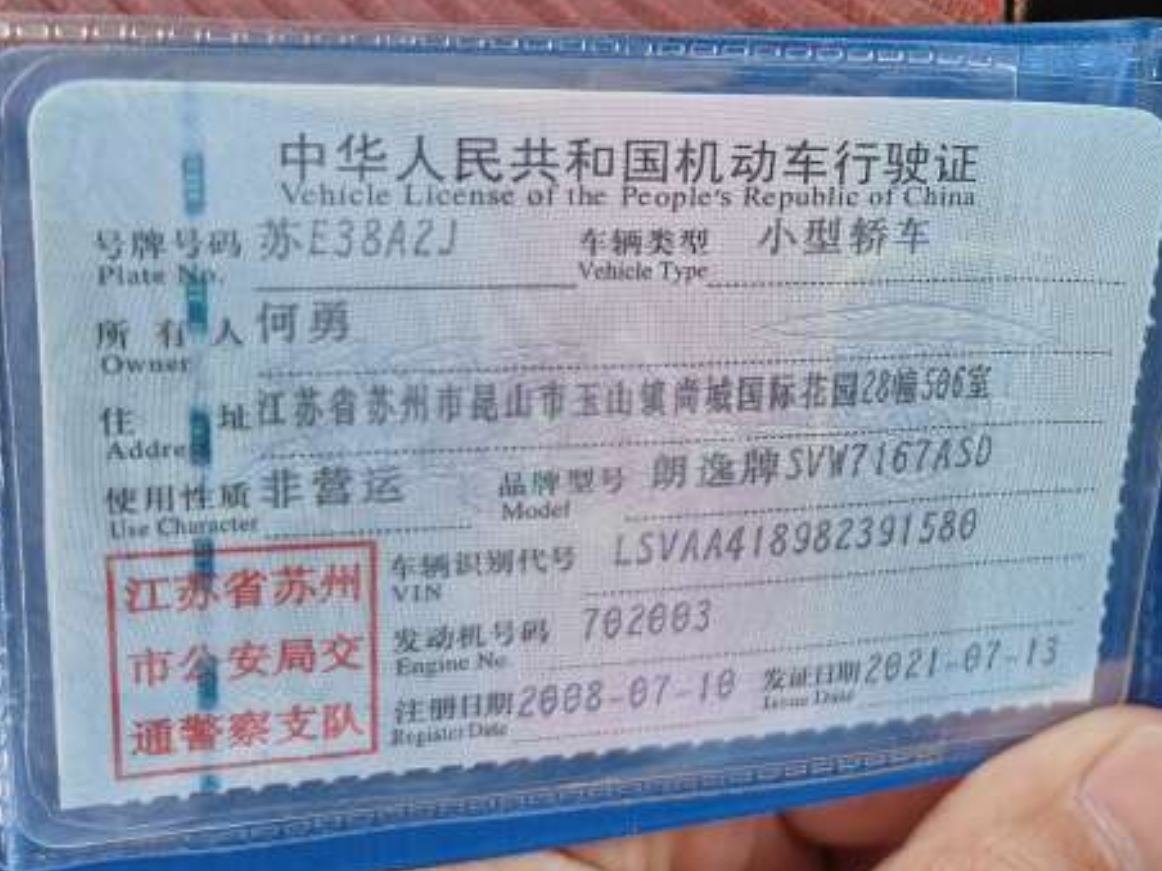 中华人民共和国机动车行驶证
Vehicle License of the People's Republic of China
号牌号码 苏E38A2J 车辆类型 小型轿车
Plate No. Vehicle Type
所有人 何勇
Owner
住址 江苏省苏州市昆山市玉山镇尚城国际花园28幢506室
Addre
使用性质 非营运 品牌型号 朗逸牌SVW7167ASD
Use Character Model
江苏省苏州
市公安局交
通警察支队
车辆识别代号 LSVAA418982391580
VIN
发动机号码 702003
Engine No.
注册日期 2008-07-10 发证日期 2021-07-13
Register Date Issue Date